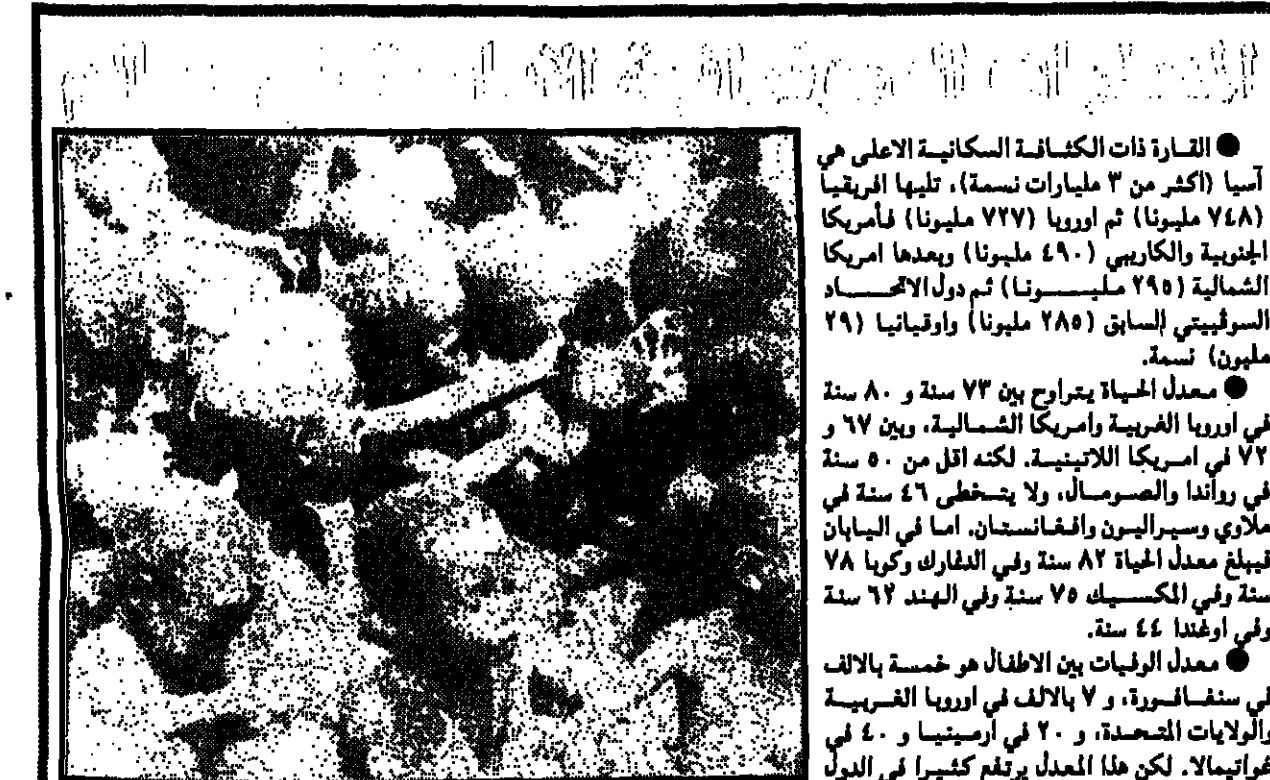 ● القارة ذات الكثافة السكانية الاعلى هي
آسيا (اكثر من ٣ مليارات نسمة)، تليها افريقيا
(٧٤٨ مليونا) ثم اوروبا (٧٢٧ مليونا) فأمريكا
الجنوبية والكاريبي (٤٩٠ مليونا) وبعدها امريكا
الشمالية (٢٩٥ مليونا) ثم دول الاتحاد
السوڤييتي السابق (٢٨٥ مليونا) واوقيانيا (٢٩
مليون) نسمة.
● معدل الحياة يتراوح بين ٧٣ سنة و ٨٠ سنة
في اوروبا الغربية وامريكا الشمالية، وبين ٦٧ و
٧٢ في امريكا اللاتينية. لكنه اقل من ٥٠ سنة
في رواندا والصومال، ولا يتخطى ٤٦ سنة في
ملاوي وسيراليون وافغانستان. اما في اليابان
فيبلغ معدل الحياة ٨٢ سنة وفي الدنمارك وكوبا ٧٨
سنة وفي المكسيك ٧٥ سنة وفي الهند ٦٢ سنة
وفي اوغندا ٤٤ سنة.
● معدل الوفيات بين الاطفال هو خمسة بالالف
في سنغافورة، و ٧ بالالف في اوروبا الغربية
والولايات المتحدة، و ٢٠ في أرمينيا و ٤٠ في
غواتيمالا. لكن هذا المعدل يرتفع كثيرا في الدول